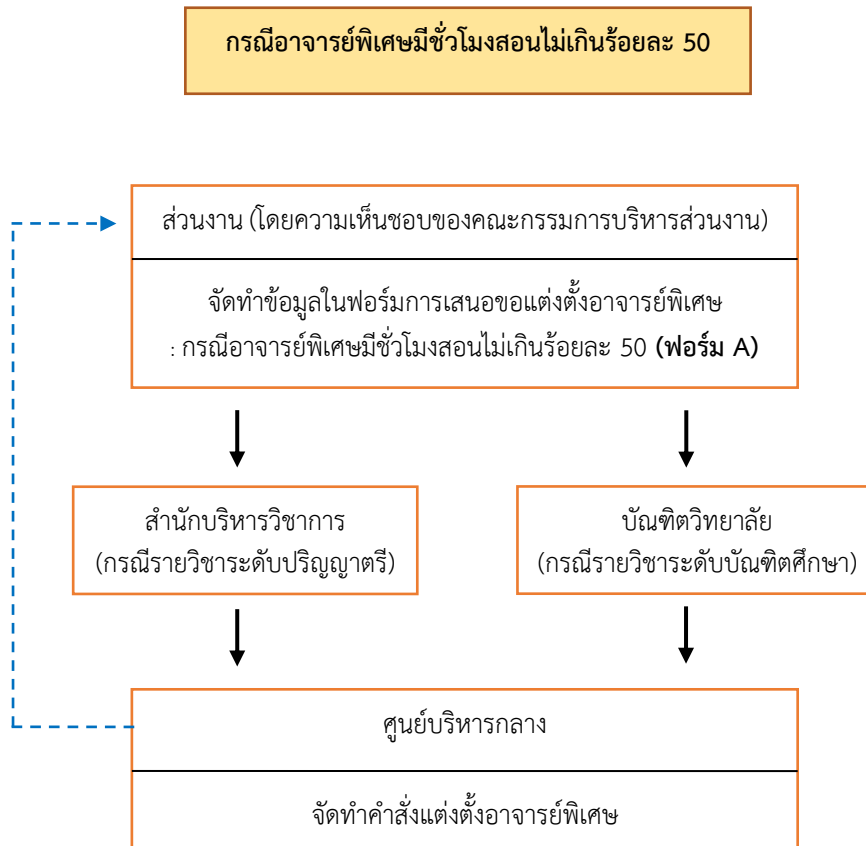 กรณีอาจารย์พิเศษมีชั่วโมงสอนไม่เกินร้อยละ 50
ส่วนงาน (โดยความเห็นชอบของคณะกรรมการบริหารส่วนงาน)
จัดทำข้อมูลในฟอร์มการเสนอขอแต่งตั้งอาจารย์พิเศษ
: กรณีอาจารย์พิเศษมีชั่วโมงสอนไม่เกินร้อยละ 50 (ฟอร์ม A)
สำนักบริหารวิชาการ
(กรณีรายวิชาระดับปริญญาตรี)
บัณฑิตวิทยาลัย
(กรณีรายวิชาระดับบัณฑิตศึกษา)
ศูนย์บริหารกลาง
จัดทำคำสั่งแต่งตั้งอาจารย์พิเศษ